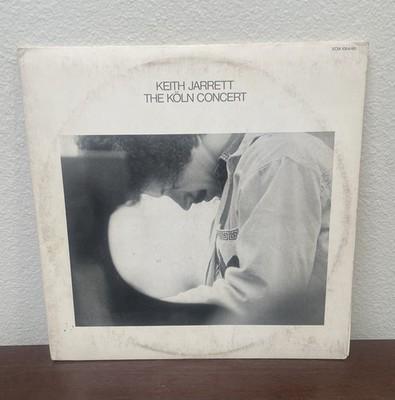 KEITH JARRETT
THE KÖLN CONCERT